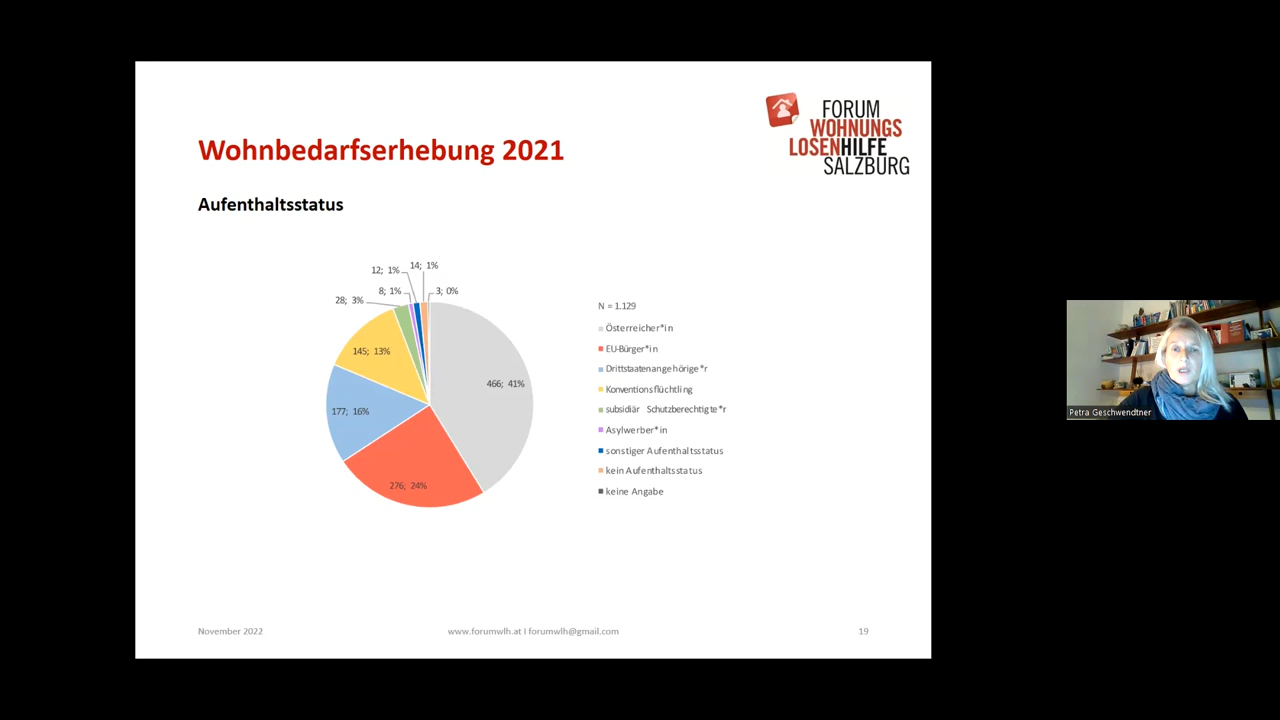 FORUM
WOHNUNGS
LOSENHILFE
SALZBURG
Wohnbedarfserhebung 2021
Aufenthaltsstatus
12; 1%
14; 1%
8; 1%
3; 0%
28; 3%
145; 13%
466; 41%
177; 16%
276; 24%
N = 1.129
Österreicher*in
EU-Bürger*in
Drittstaatenangehörige*r
Konventionsflüchtling
subsidiär Schutzberechtigte*r
Asylwerber*in
sonstiger Aufenthaltsstatus
kein Aufenthaltsstatus
keine Angabe
Petra Geschwendtner
November 2022
www.forumwlh.at I forumwlh@gmail.com
19